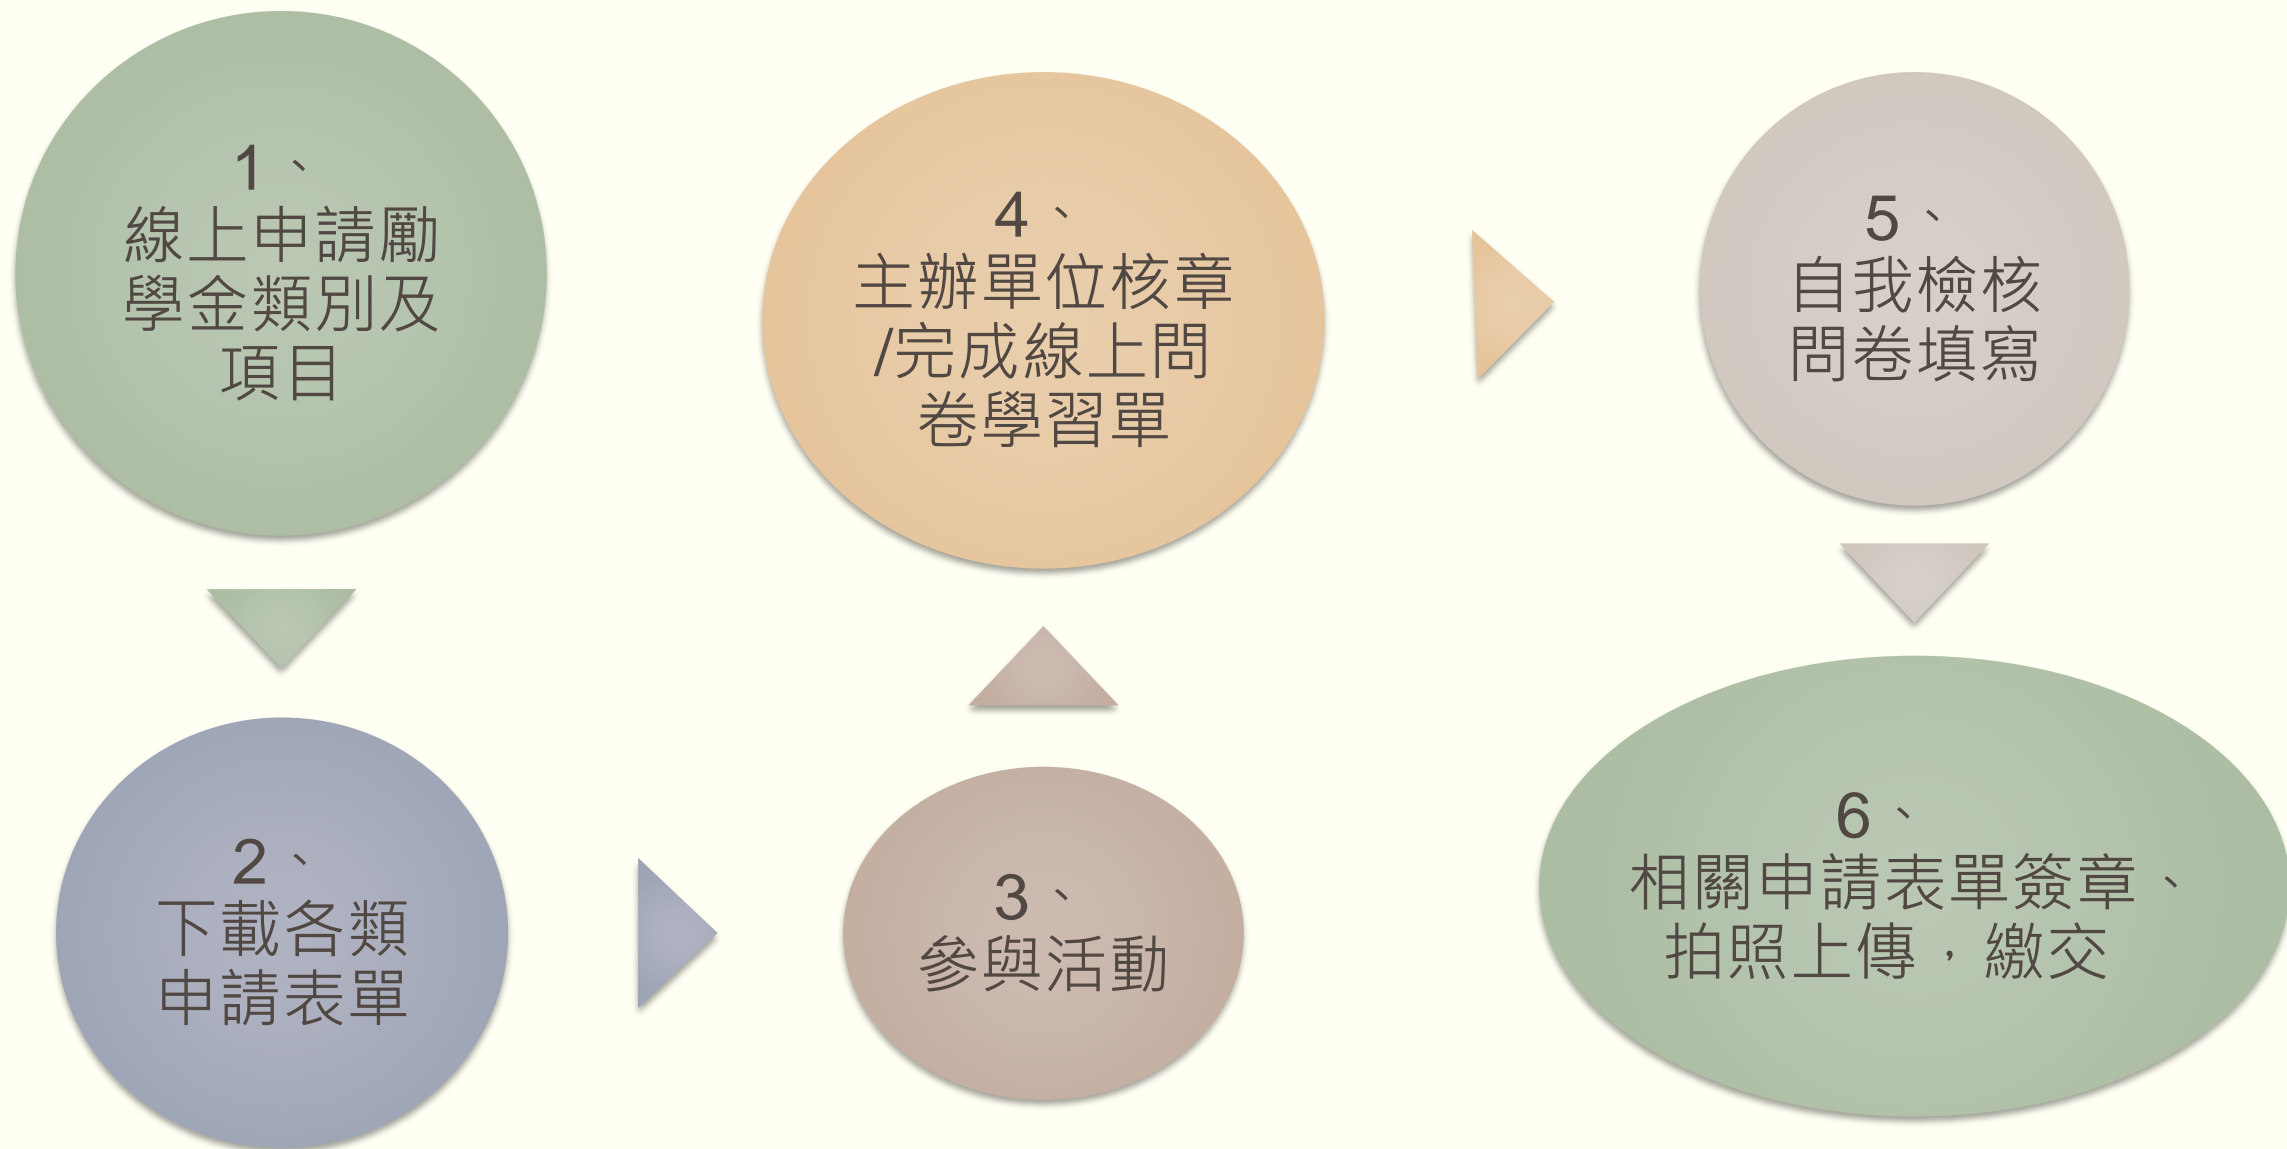 1、
線上申請勵
學金類別及
項目
2、
下載各類
申請表單
3、
參與活動
4、
主辦單位核章
/完成線上問
卷學習單
5、
自我檢核
問卷填寫
6、
相關申請表單簽章、
拍照上傳，繳交